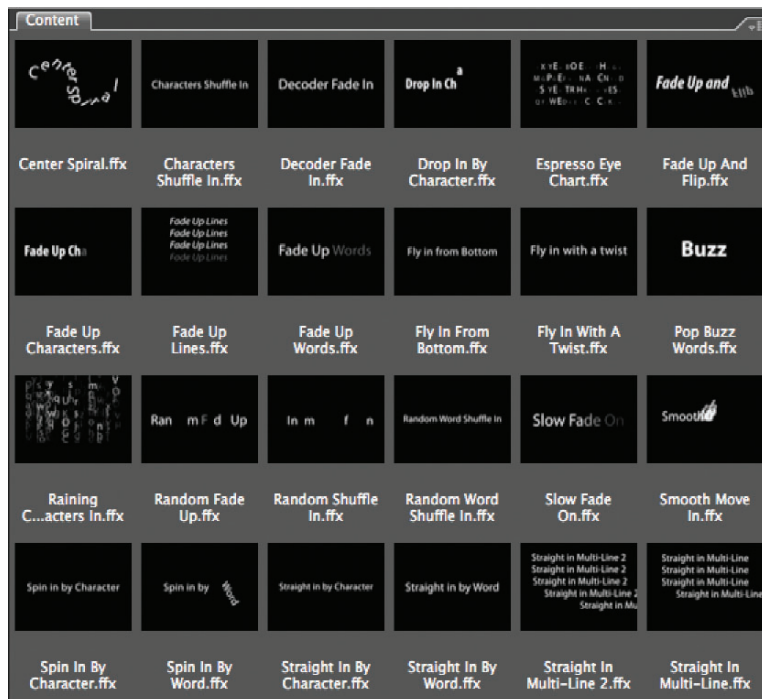 Content
Center Spiral
Characters Shuffle In
Decoder Fade In
Drop In Cha
Fade Up and Flip
Center Spiral.ffx
Characters
Shuffle In.ffx
Decoder Fade
In.ffx
Drop In By
Character.ffx
Espresso Eye
Chart.ffx
Fade Up And
Flip.ffx
Fade Up Cha
Fade Up Lines
Fade Up Lines
Fade Up Lines
Fade Up Lines
Fade Up Words
Fly in from Bottom
Fly in with a twist
Buzz
Fade Up
Characters.ffx
Fade Up
Lines.ffx
Fade Up
Words.ffx
Fly In From
Bottom.ffx
Fly In With A
Twist.ffx
Pop Buzz
Words.ffx
Ran m F d Up
In m f n
Random Word Shuffle In
Slow Fade On
Smooth
Raining
C...acters In.ffx
Random Fade
Up.ffx
Random Shuffle
In.ffx
Random Word
Shuffle In.ffx
Slow Fade
On.ffx
Smooth Move
In.ffx
Spin in by Character
Spin in by Word
Straight in by Character
Straight in by Word
Straight in Multi-Line 2
Straight in Multi-Line 2
Straight in Multi-Line 2
Straight in Multi-Line 2
Straight in Mu
Straight in Multi-Line
Straight in Multi-Line
Straight in Multi-Line
Straight in Multi-Line
Spin In By
Character.ffx
Spin In By
Word.ffx
Straight In By
Character.ffx
Straight In By
Word.ffx
Straight In
Multi-Line 2.ffx
Straight In
Multi-Line.ffx